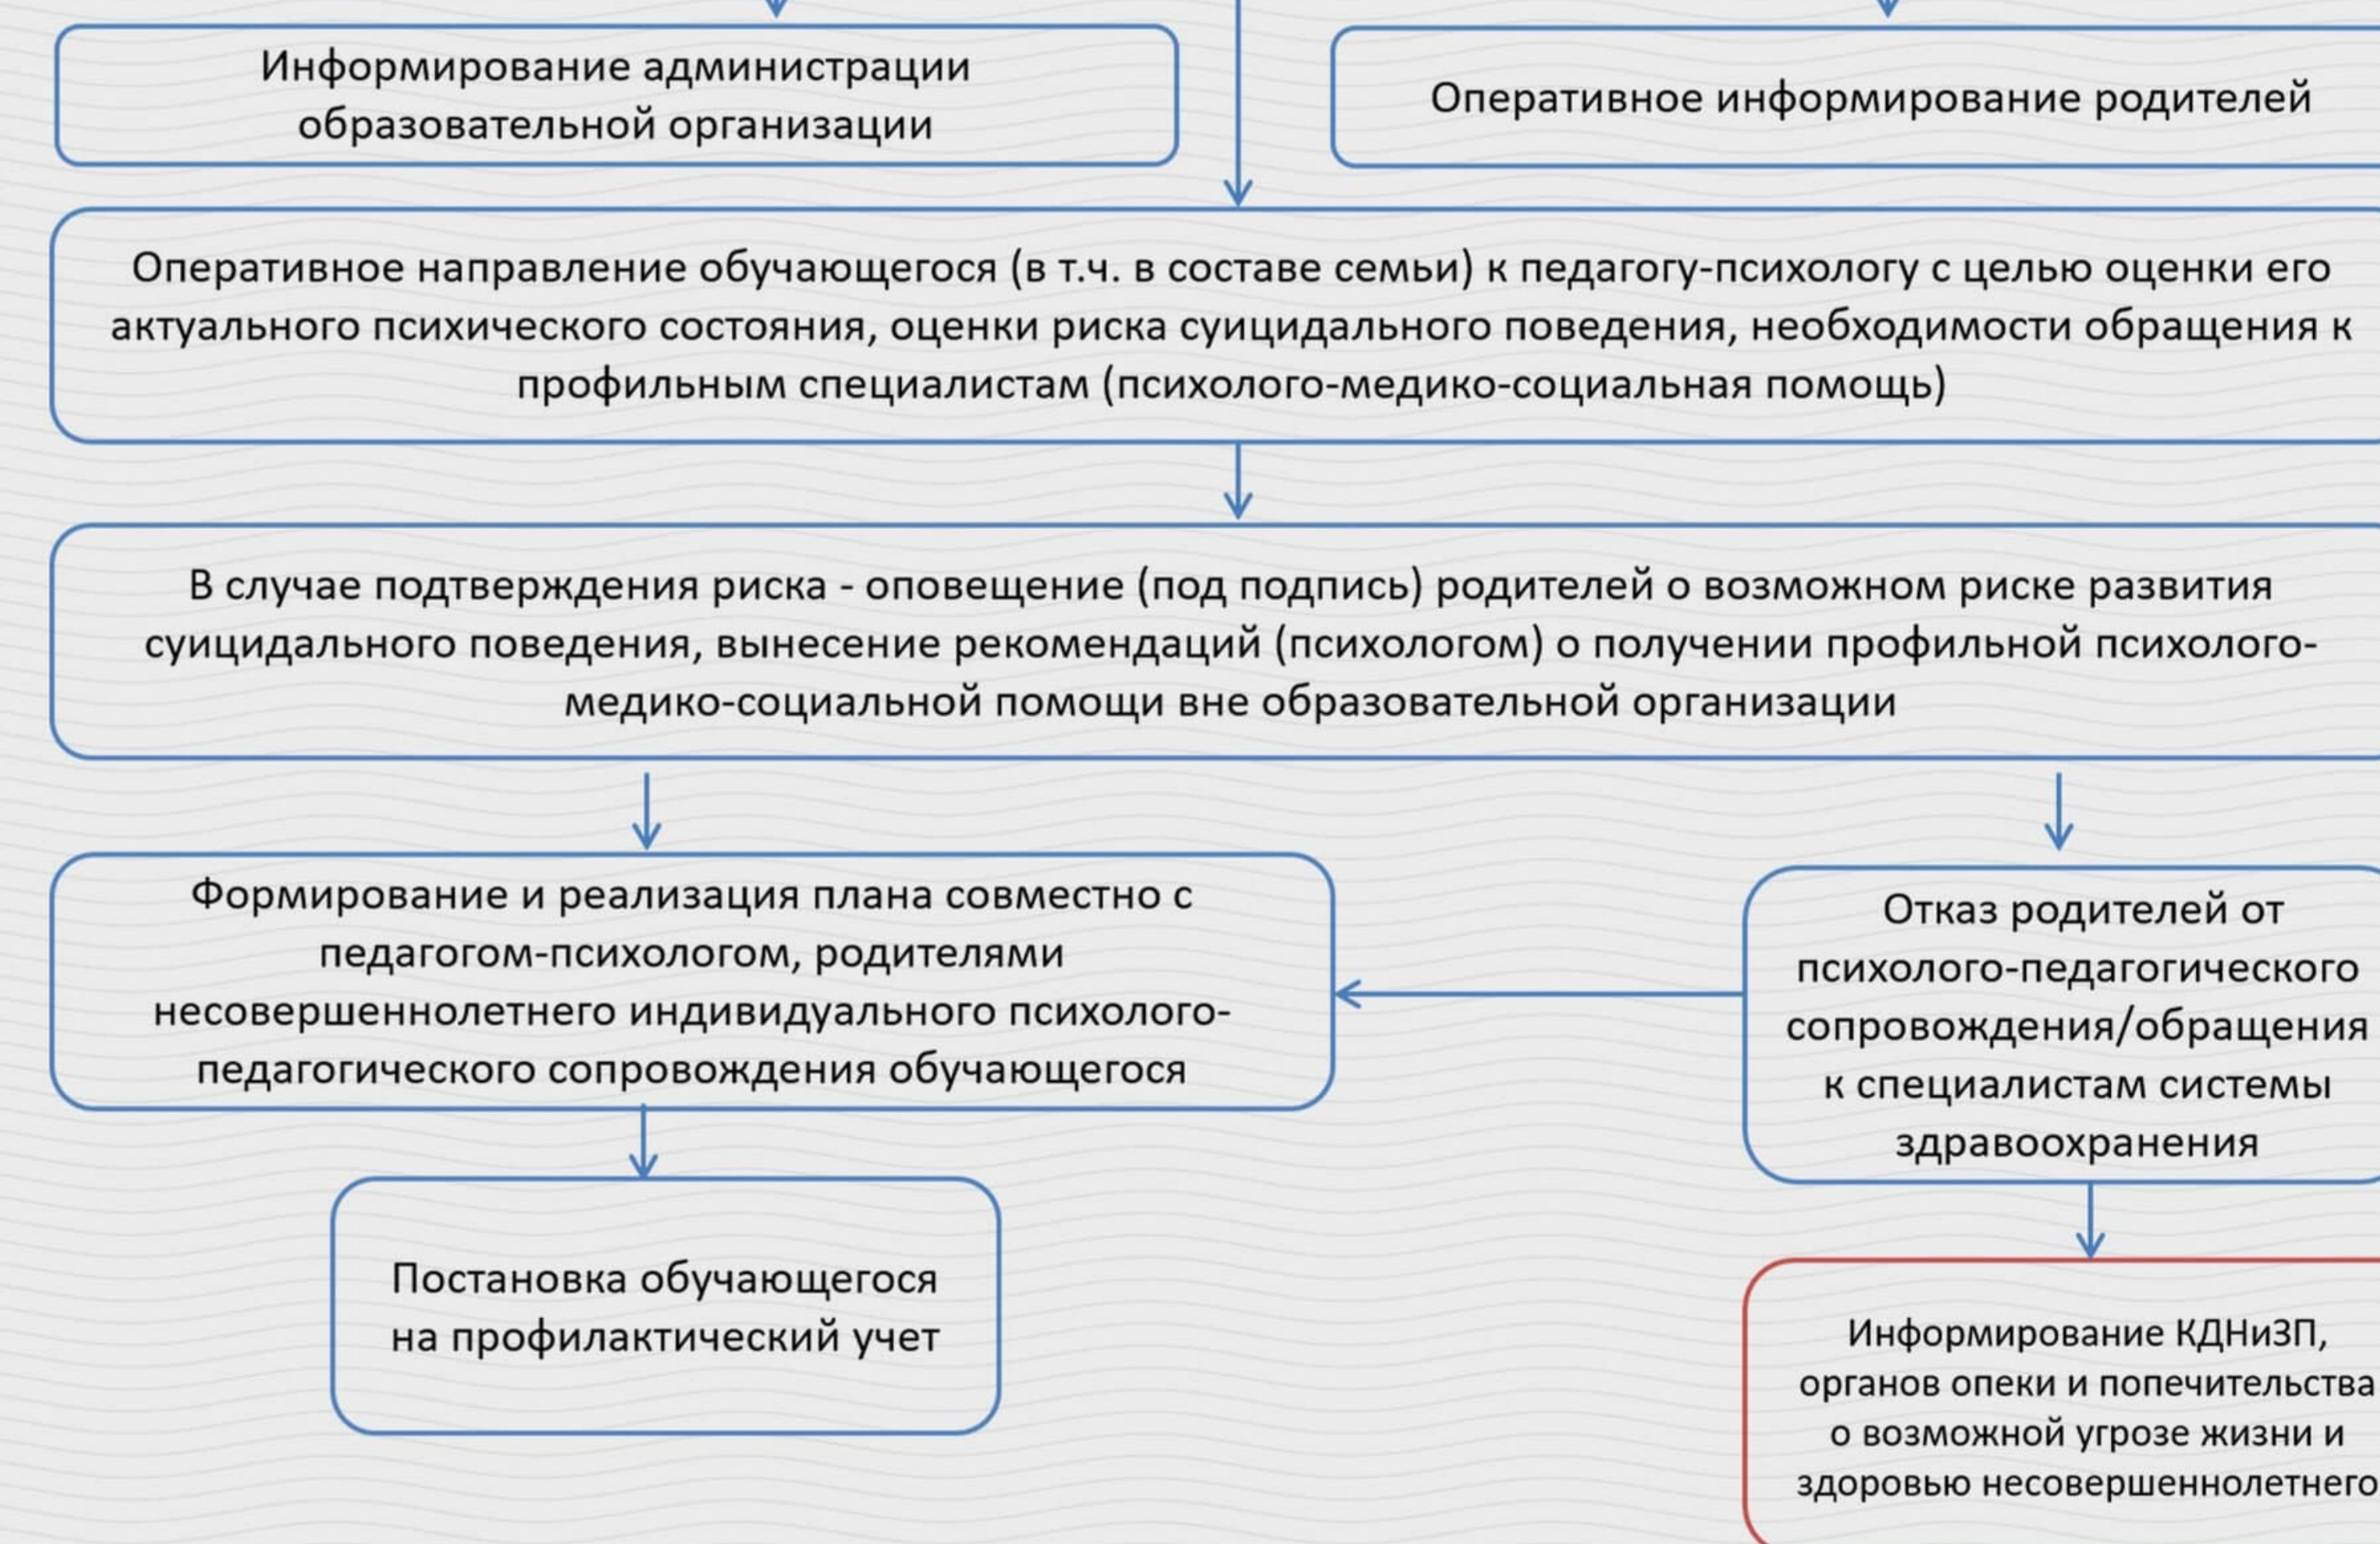 Информирование администрации
образовательной организации
Оперативное информирование родителей
Оперативное направление обучающегося (в т.ч. в составе семьи) к педагогу-психологу с целью оценки его
актуального психического состояния, оценки риска суицидального поведения, необходимости обращения к
профильным специалистам (психолого-медико-социальная помощь)
В случае подтверждения риска - оповещение (под подпись) родителей о возможном риске развития
суицидального поведения, вынесение рекомендаций (психологом) о получении профильной психолого-
медико-социальной помощи вне образовательной организации
Формирование и реализация плана совместно с
педагогом-психологом, родителями
несовершеннолетнего индивидуального психолого-
педагогического сопровождения обучающегося
Отказ родителей от
психолого-педагогического
сопровождения/обращения
к специалистам системы
здравоохранения
Постановка обучающегося
на профилактический учет
Информирование КДНиЗП,
органов опеки и попечительства
о возможной угрозе жизни и
здоровью несовершеннолетнего